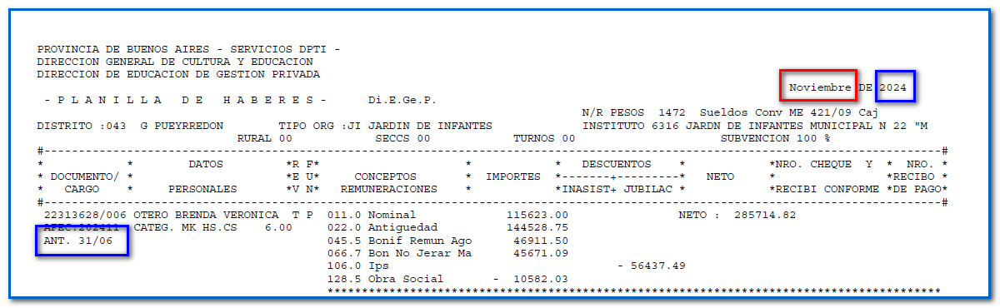 PROVINCIA DE BUENOS AIRES - SERVICIOS DPTI -
DIRECCION GENERAL DE CULTURA Y EDUCACION
DIRECCION DE EDUCACION DE GESTION PRIVADA
Noviembre DE 2024
- P L A N I L L A   D E   H A B E R E S -      Di.E.Ge.P.
N/R PESOS  1472  Sueldos Conv ME 421/09 Caj
DISTRITO :043  G PUEYRREDON        TIPO ORG :JI JARDIN DE INFANTES             INSTITUTO 6316 JARDN DE INFANTES MUNICIPAL N 22 "M
RURAL 00            SECCS 00            TURNOS 00                     SUBVENCION 100 %
#-----------------------------------------------------------------------------------------------------------------------------------#
*            *        DATOS         *R F*                     *            *   DESCUENTOS    *            *NRO. CHEQUE  Y  *  NRO. *
* DOCUMENTO/ *                      *E U*     CONCEPTOS       *  IMPORTES  *-------+---------*   NETO     *                *RECIBO *
*   CARGO    *     PERSONALES       *V N*   REMUNERACIONES    *            *INASIST+ JUBILAC *            *RECIBI CONFORME *DE PAGO*
#-----------------------------------------------------------------------------------------------------------------------------------#
22313628/006 OTERO BRENDA VERONICA  T P  011.0 Nominal             115623.00                NETO :  285714.82
AFEC:202411  CATEG. MK HS.CS    6.00     022.0 Antiguedad          144528.75
ANT. 31/06                               045.5 Bonif Remun Ago      46911.50
066.7 Bon No Jerar Ma      45671.09
106.0 Ips                                 - 56437.49
128.5 Obra Social       -  10582.03
*****************************************************************************************